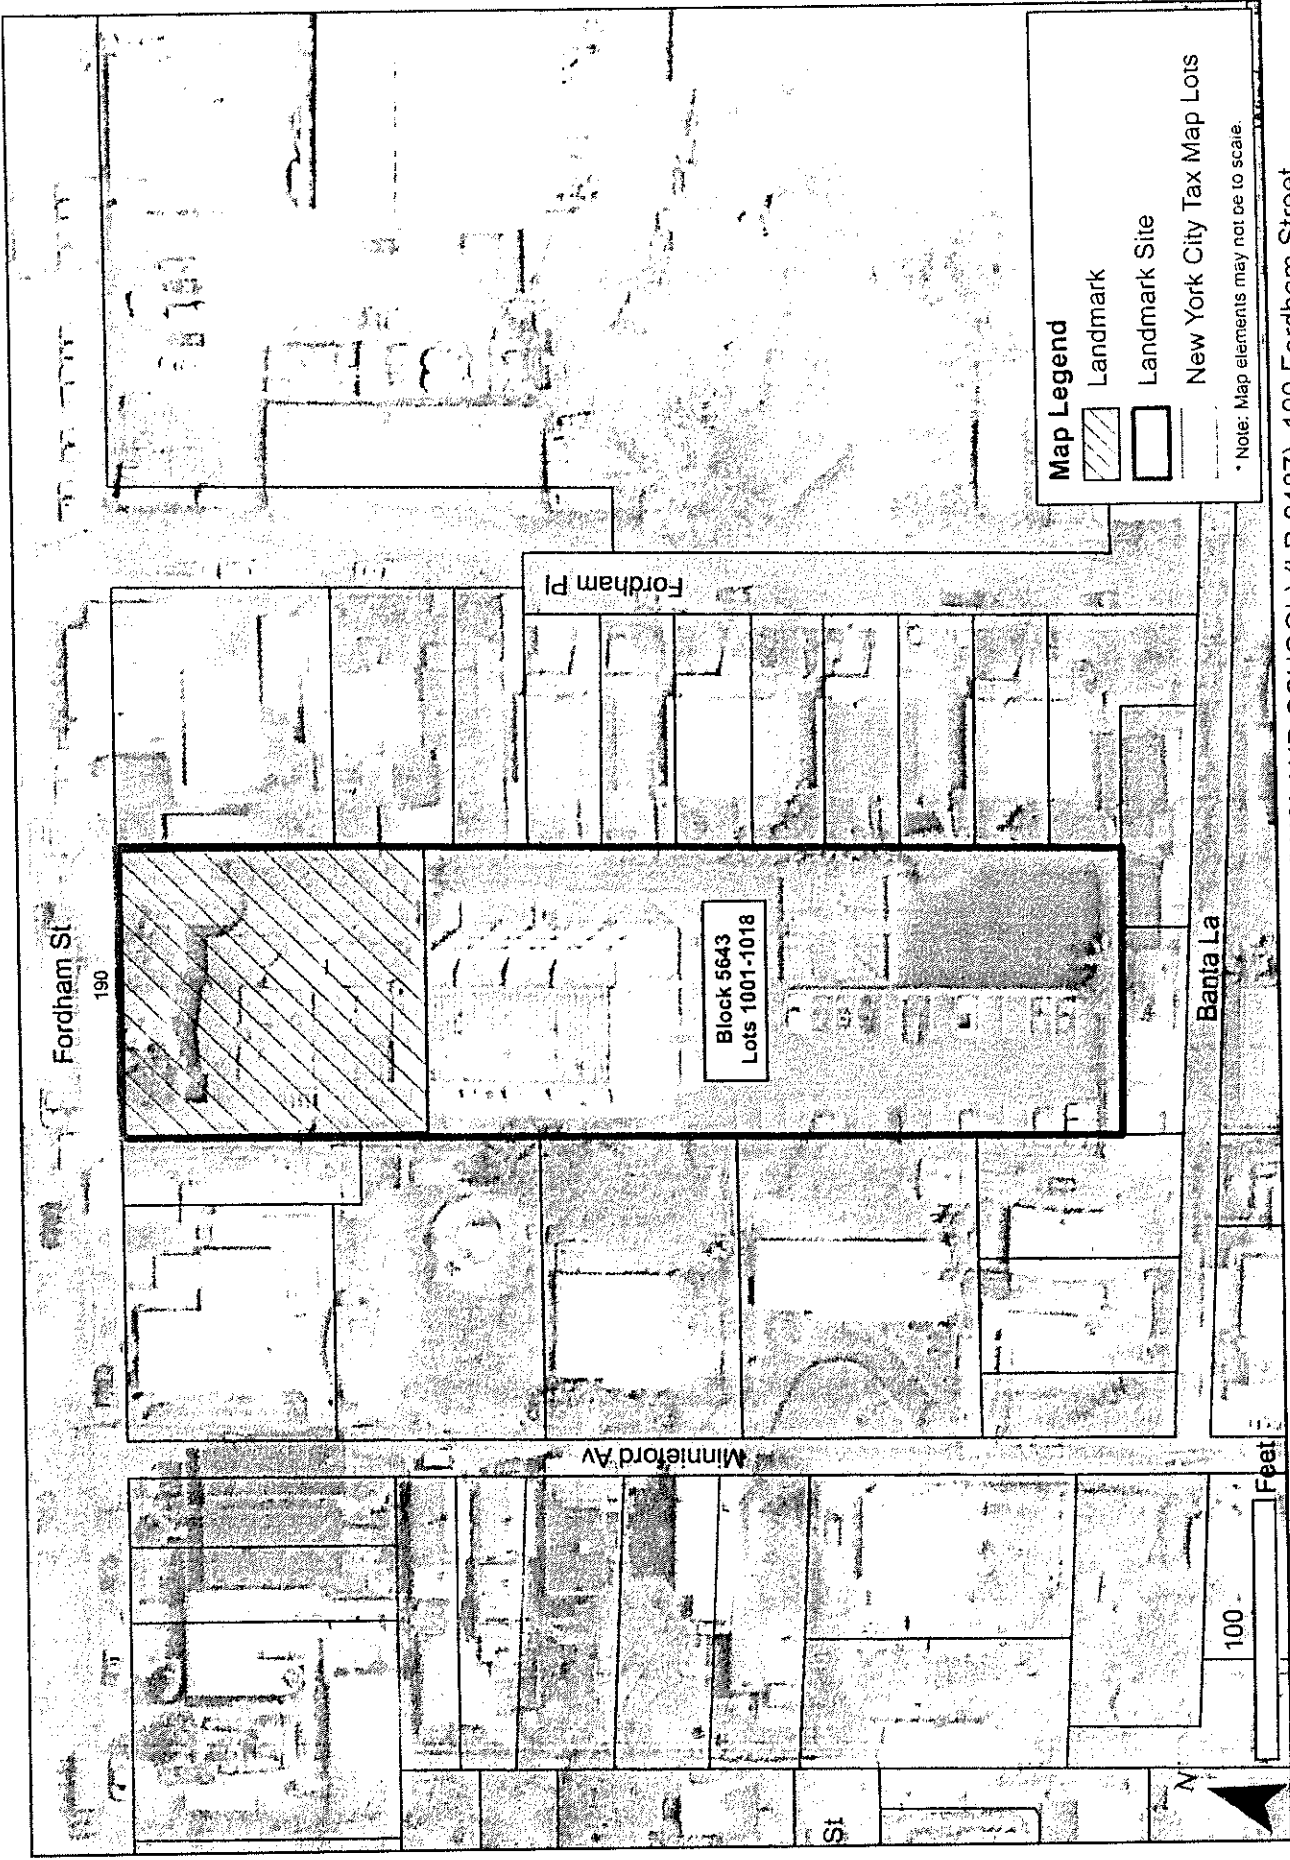 Fordham St
190
Fordham Pl
Block 5643
Lots 1001-1018
Minnieford Av
Banta La
St
N
100
Feet
Map Legend
Landmark
Landmark Site
New York City Tax Map Lots
* Note: Map elements may not be to scale.
190 Fordham Street